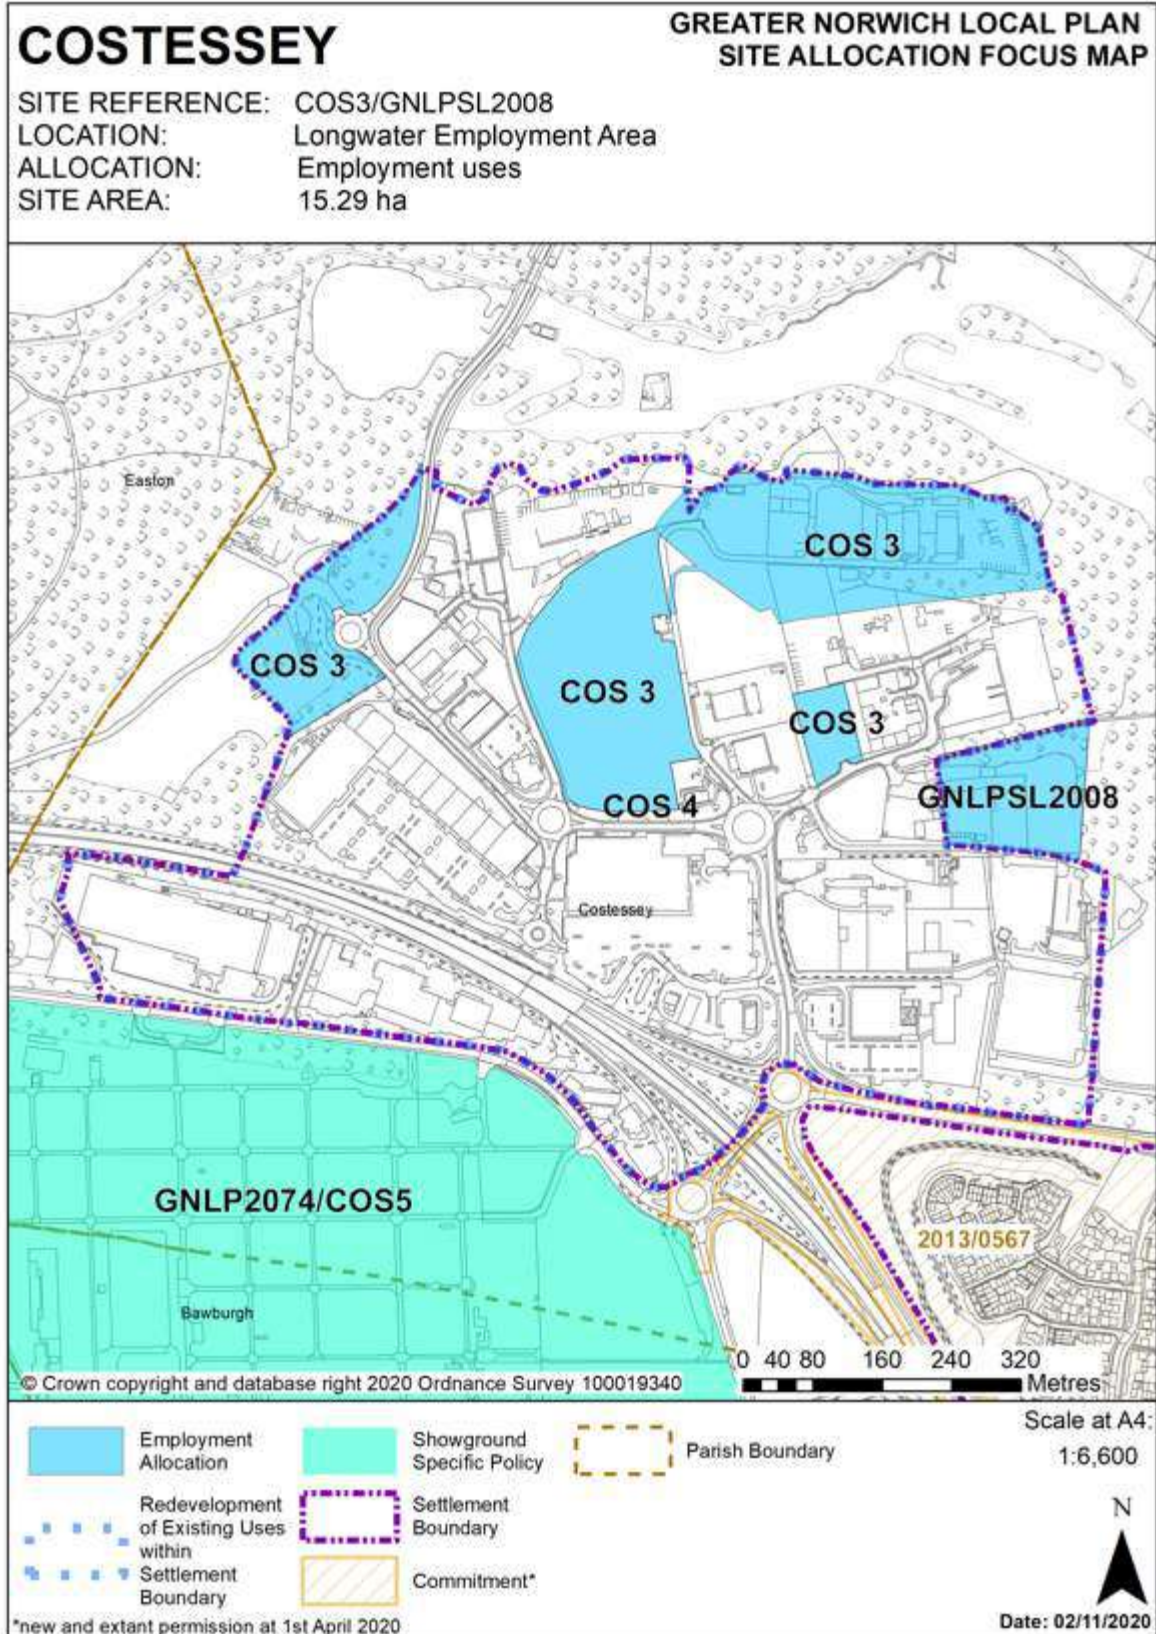 COSTESSEY
GREATER NORWICH LOCAL PLAN
SITE ALLOCATION FOCUS MAP
SITE REFERENCE: COS3/GNLPSL2008
LOCATION: Longwater Employment Area
ALLOCATION: Employment uses
SITE AREA: 15.29 ha
Easton
COS 3
COS 3
COS 3
COS 3
GNLPSL2008
COS 4
Costessey
GNLP2074/COS5
2013/0567
Bawburgh
0 40 80 160 240 320
Metres
© Crown copyright and database right 2020 Ordnance Survey 100019340
Employment
Allocation
Showground
Specific Policy
Parish Boundary
Scale at A4:
1:6,600
Redevelopment
of Existing Uses
within
Settlement
Boundary
Settlement
Boundary
Commitment*
N
*new and extant permission at 1st April 2020
Date: 02/11/2020